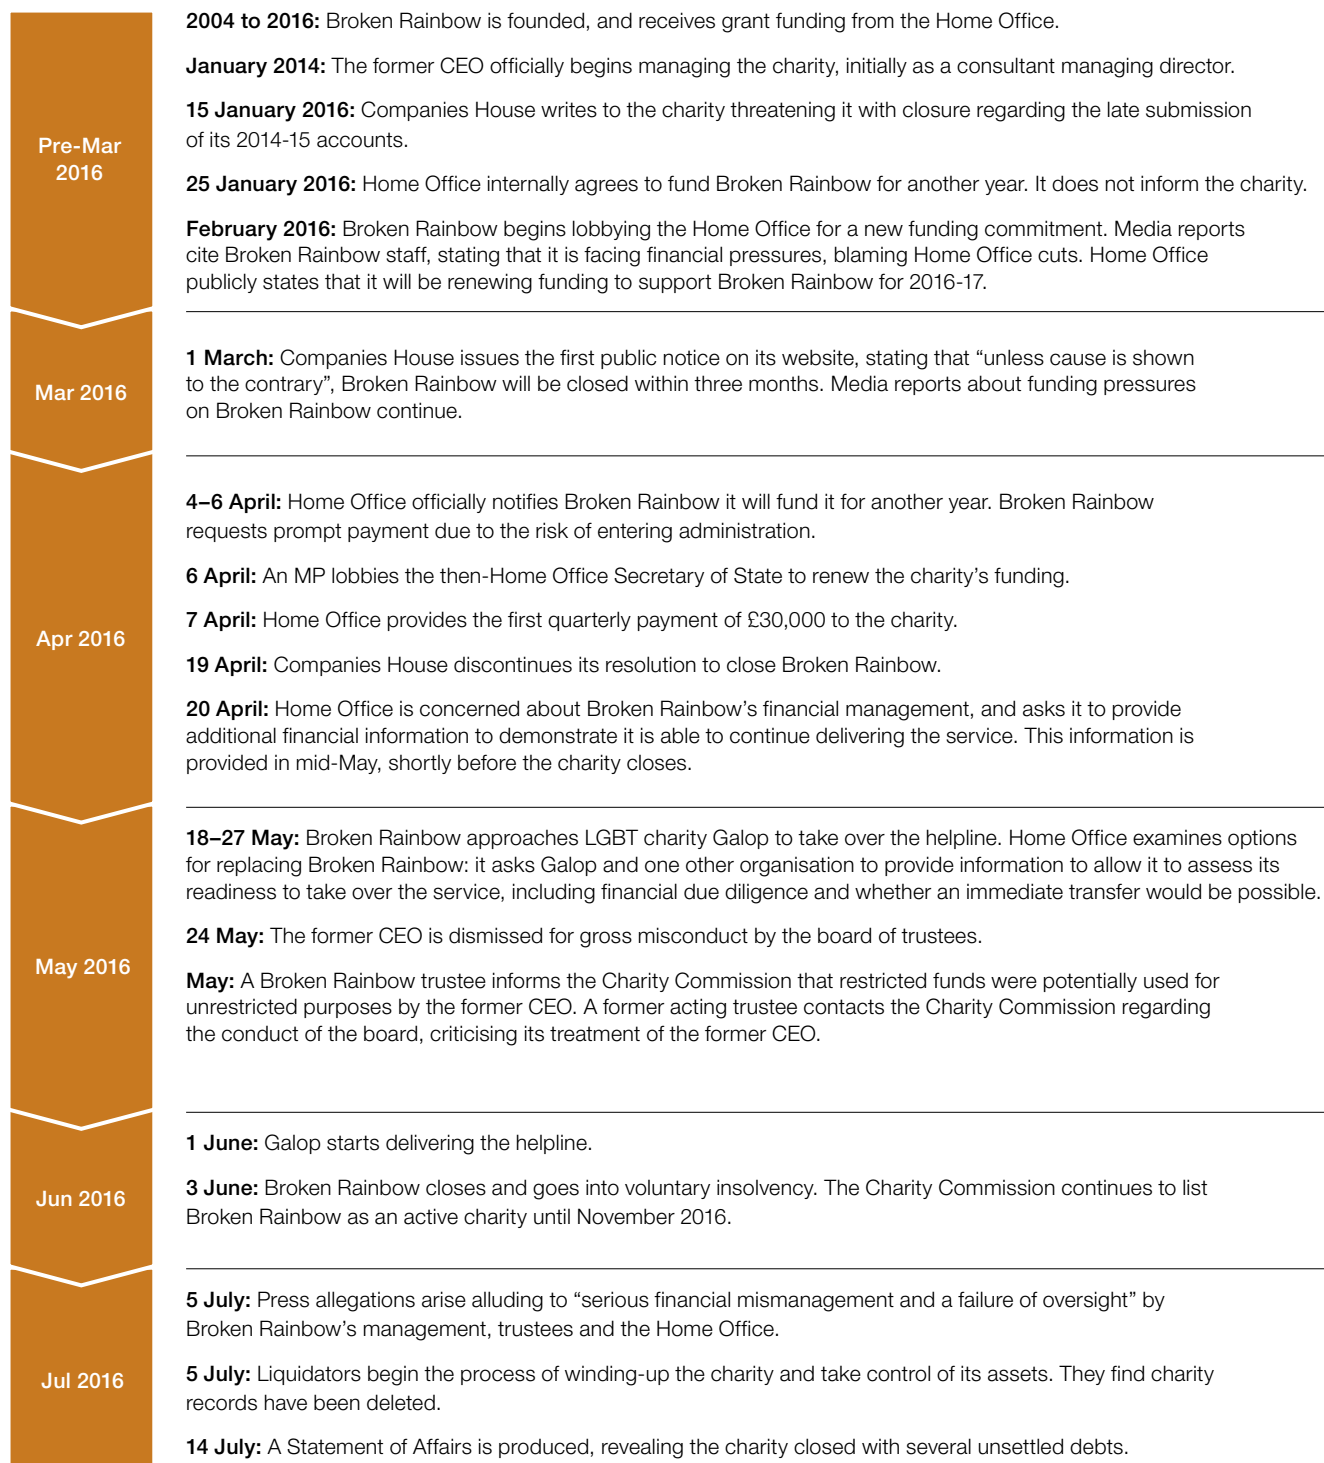 Pre-Mar
2016
2004 to 2016: Broken Rainbow is founded, and receives grant funding from the Home Office.
January 2014: The former CEO officially begins managing the charity, initially as a consultant managing director.
15 January 2016: Companies House writes to the charity threatening it with closure regarding the late submission
of its 2014-15 accounts.
25 January 2016: Home Office internally agrees to fund Broken Rainbow for another year. It does not inform the charity.
February 2016: Broken Rainbow begins lobbying the Home Office for a new funding commitment. Media reports
cite Broken Rainbow staff, stating that it is facing financial pressures, blaming Home Office cuts. Home Office
publicly states that it will be renewing funding to support Broken Rainbow for 2016-17.
Mar 2016
1 March: Companies House issues the first public notice on its website, stating that “unless cause is shown
to the contrary”, Broken Rainbow will be closed within three months. Media reports about funding pressures
on Broken Rainbow continue.
Apr 2016
4–6 April: Home Office officially notifies Broken Rainbow it will fund it for another year. Broken Rainbow
requests prompt payment due to the risk of entering administration.
6 April: An MP lobbies the then-Home Office Secretary of State to renew the charity’s funding.
7 April: Home Office provides the first quarterly payment of £30,000 to the charity.
19 April: Companies House discontinues its resolution to close Broken Rainbow.
20 April: Home Office is concerned about Broken Rainbow’s financial management, and asks it to provide
additional financial information to demonstrate it is able to continue delivering the service. This information is
provided in mid-May, shortly before the charity closes.
May 2016
18–27 May: Broken Rainbow approaches LGBT charity Galop to take over the helpline. Home Office examines options
for replacing Broken Rainbow: it asks Galop and one other organisation to provide information to allow it to assess its
readiness to take over the service, including financial due diligence and whether an immediate transfer would be possible.
24 May: The former CEO is dismissed for gross misconduct by the board of trustees.
May: A Broken Rainbow trustee informs the Charity Commission that restricted funds were potentially used for
unrestricted purposes by the former CEO. A former acting trustee contacts the Charity Commission regarding
the conduct of the board, criticising its treatment of the former CEO.
Jun 2016
1 June: Galop starts delivering the helpline.
3 June: Broken Rainbow closes and goes into voluntary insolvency. The Charity Commission continues to list
Broken Rainbow as an active charity until November 2016.
Jul 2016
5 July: Press allegations arise alluding to “serious financial mismanagement and a failure of oversight” by
Broken Rainbow’s management, trustees and the Home Office.
5 July: Liquidators begin the process of winding-up the charity and take control of its assets. They find charity
records have been deleted.
14 July: A Statement of Affairs is produced, revealing the charity closed with several unsettled debts.